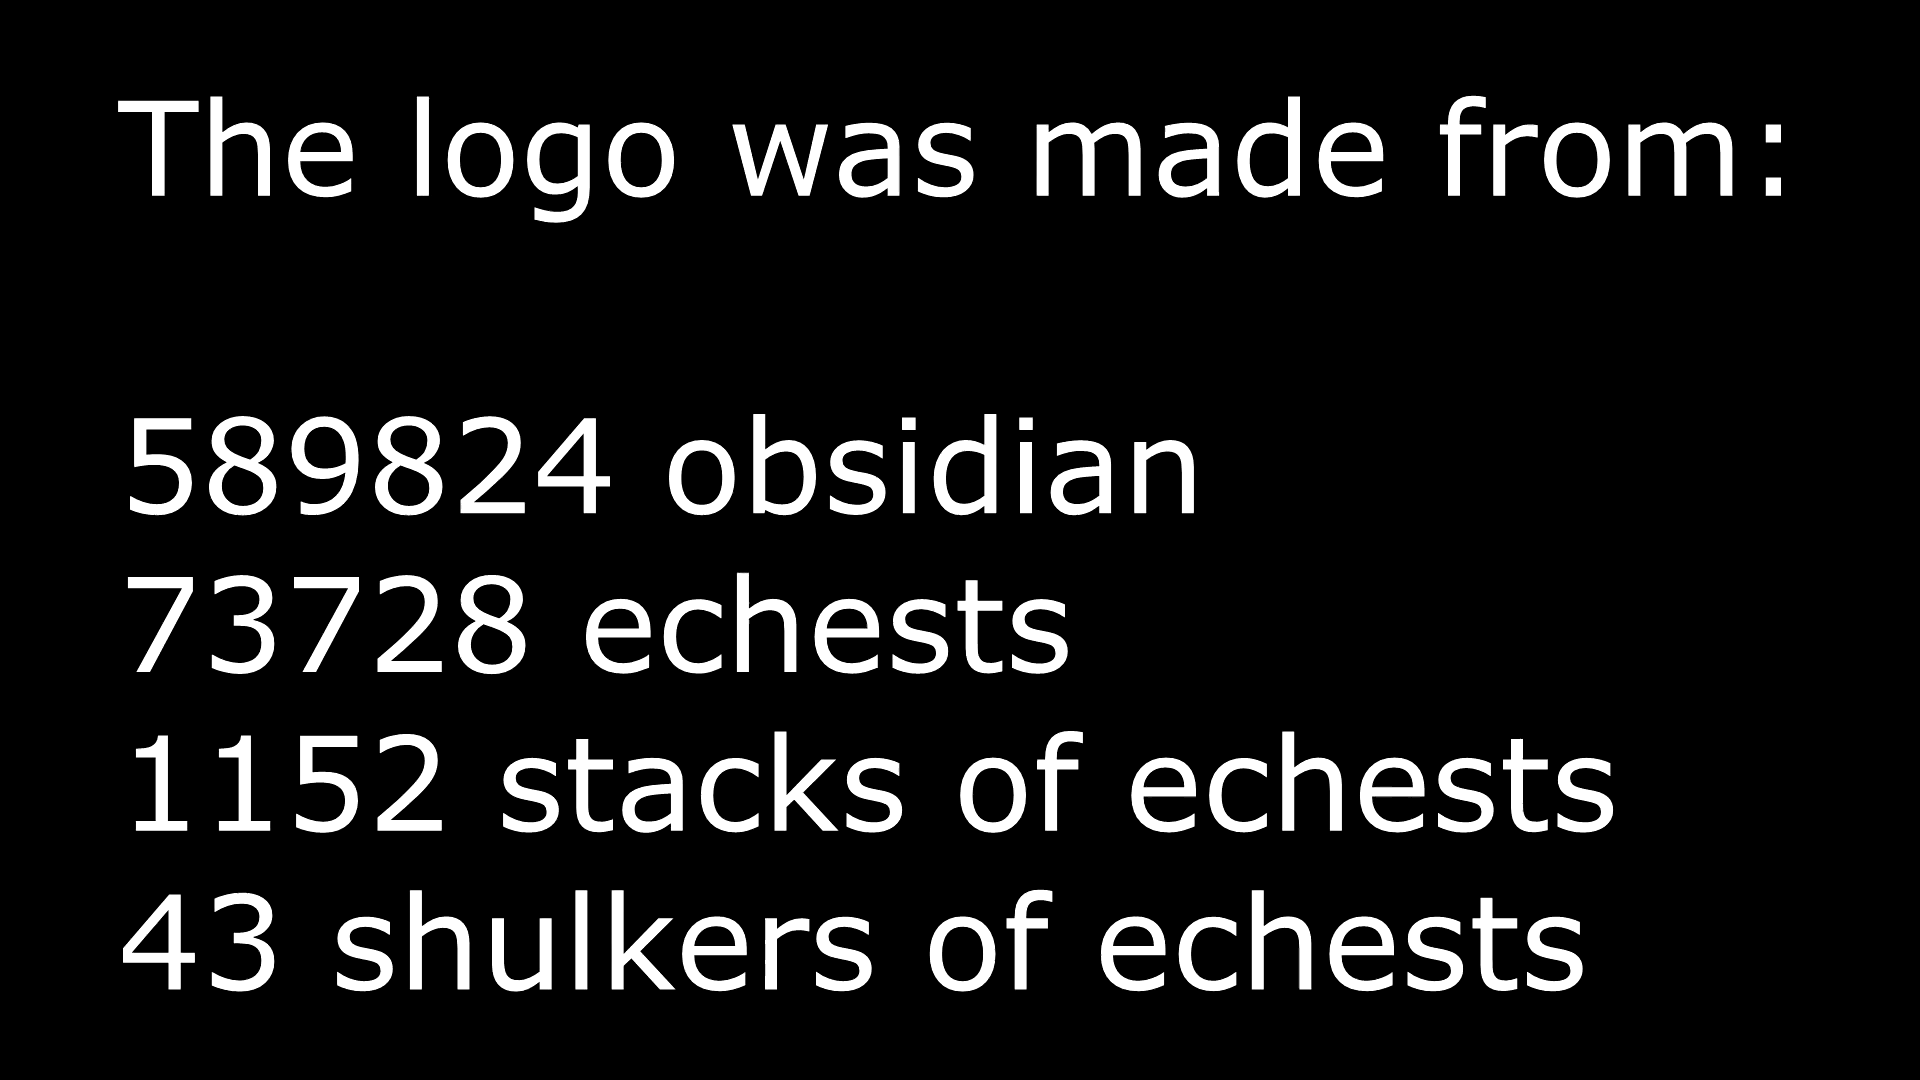 The logo was made from:
589824 obsidian
73728 echests
1152 stacks of echests
43 shulkers of echests